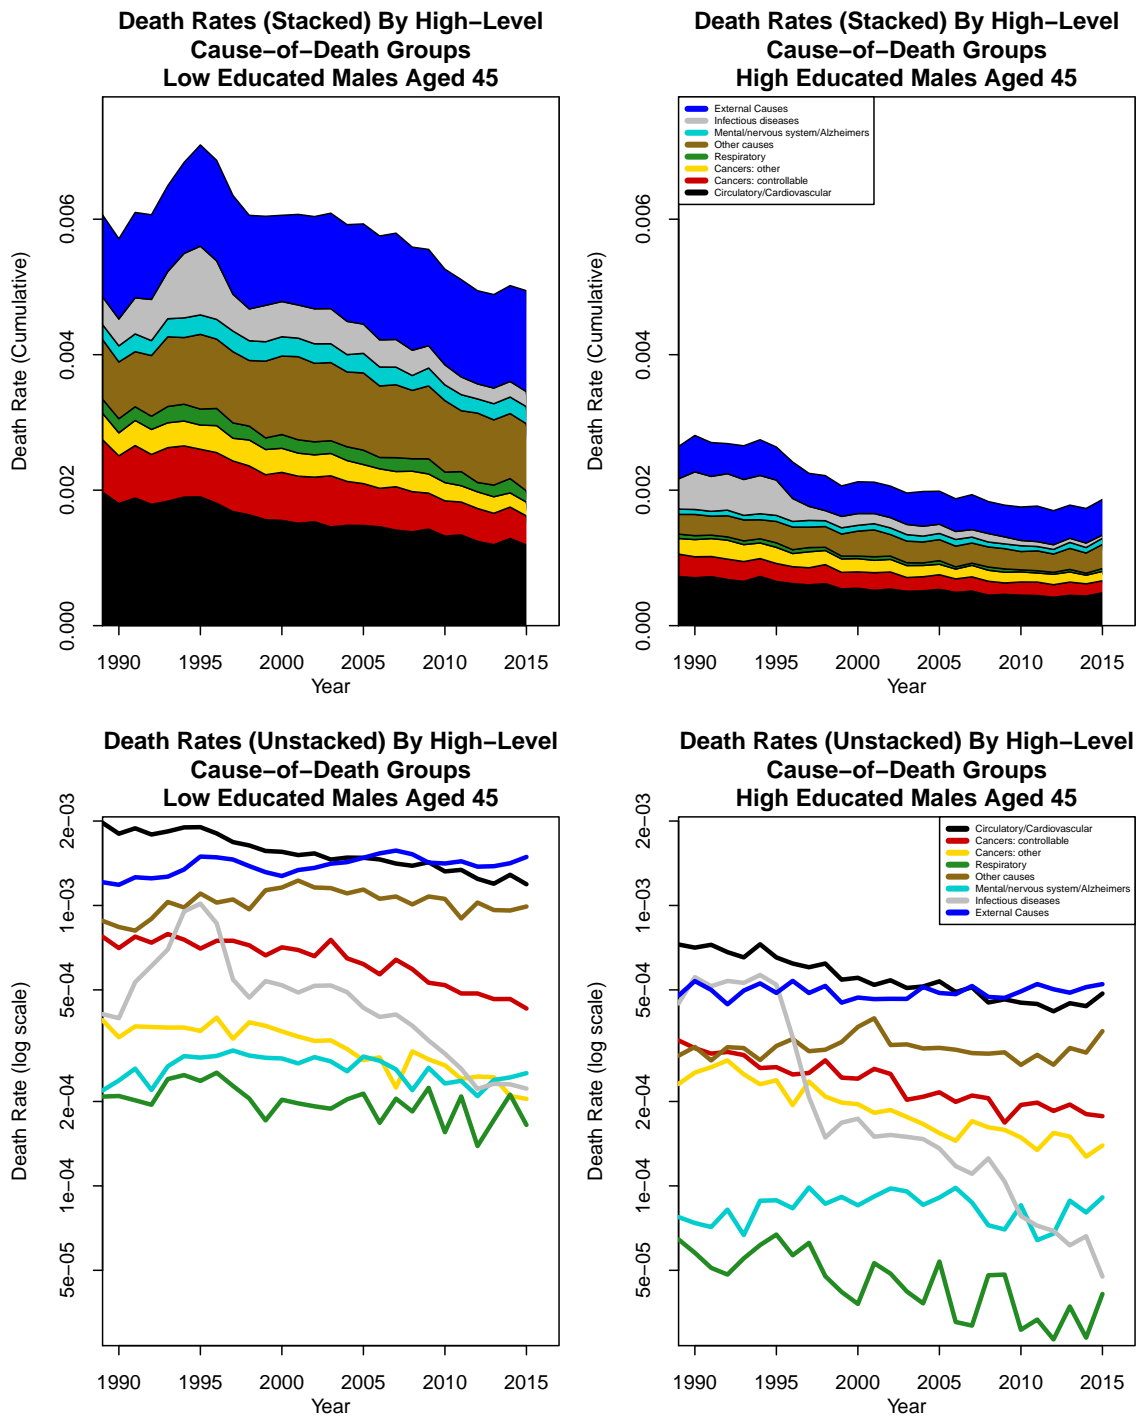 Death Rates (Stacked) By High−Level
Cause−of−Death Groups
Low Educated Males Aged 45
Death Rate (Cumulative)
0.006
0.004
0.002
0.000
1990 1995 2000 2005 2010 2015
Year
Death Rates (Stacked) By High−Level
Cause−of−Death Groups
High Educated Males Aged 45
External Causes
Infectious diseases
Mental/nervous system/Alzheimers
Other causes
Respiratory
Cancers: other
Cancers: controllable
Circulatory/Cardiovascular
Death Rate (Cumulative)
0.006
0.004
0.002
0.000
1990 1995 2000 2005 2010 2015
Year
Death Rates (Unstacked) By High−Level
Cause−of−Death Groups
Low Educated Males Aged 45
Death Rate (log scale)
2e−03
1e−03
5e−04
2e−04
1e−04
5e−05
1990 1995 2000 2005 2010 2015
Year
Death Rates (Unstacked) By High−Level
Cause−of−Death Groups
High Educated Males Aged 45
Circulatory/Cardiovascular
Cancers: controllable
Cancers: other
Respiratory
Other causes
Mental/nervous system/Alzheimers
Infectious diseases
External Causes
Death Rate (log scale)
2e−03
1e−03
5e−04
2e−04
1e−04
5e−05
1990 1995 2000 2005 2010 2015
Year